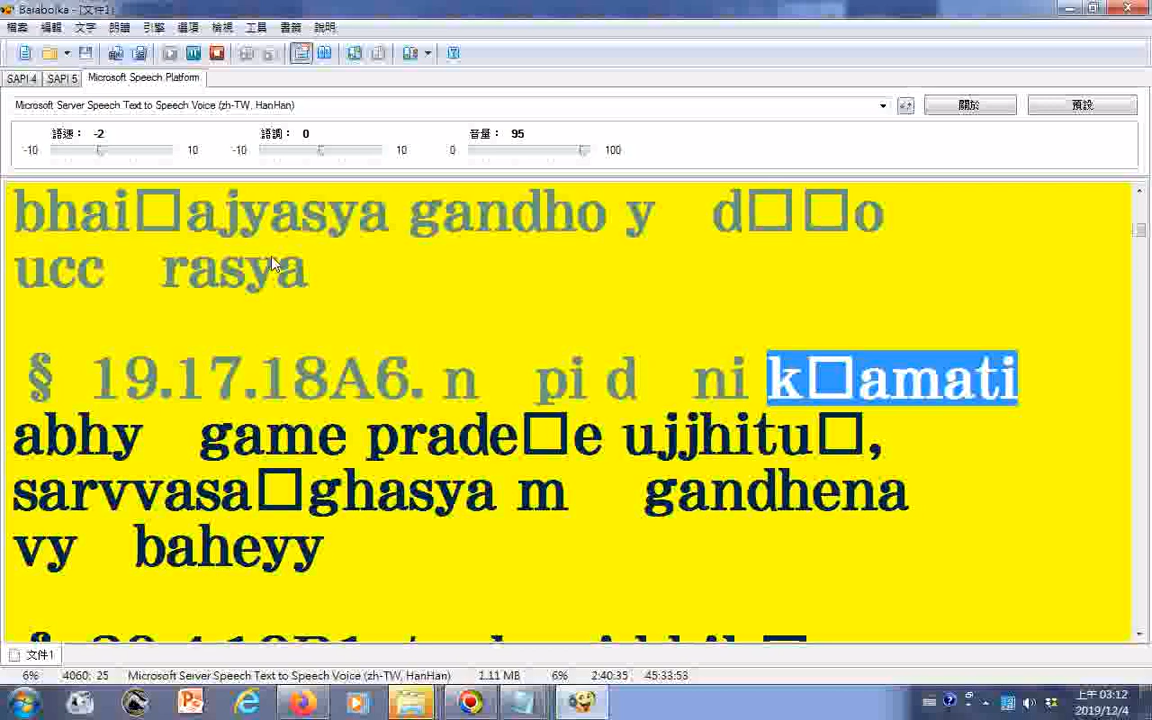 Balabolka - [文件1]
檔案 編輯 文字 朗讀 引擎 選項 檢視 工具 書籤 說明
SAPI 4 SAPI 5 Microsoft Speech Platform
Microsoft Server Speech Text to Speech Voice (zh-TW, HanHan) 關於 預設
語速： -2 語調： 0 音量： 95
-10 10 -10 10 0 100
bhai□ajyasya gandho y d□□o
ucc rasya
§ 19.17.18A6. n pi d ni k□amati
abhy game prade□e ujjhitu□,
sarvvasa□ghasya m gandhena
vy baheyy
文件1
6% 4060; 25 Microsoft Server Speech Text to Speech Voice (zh-TW, HanHan) 1.11 MB 6% 2:40:35 45:33:53
上午 03:12
2019/12/4